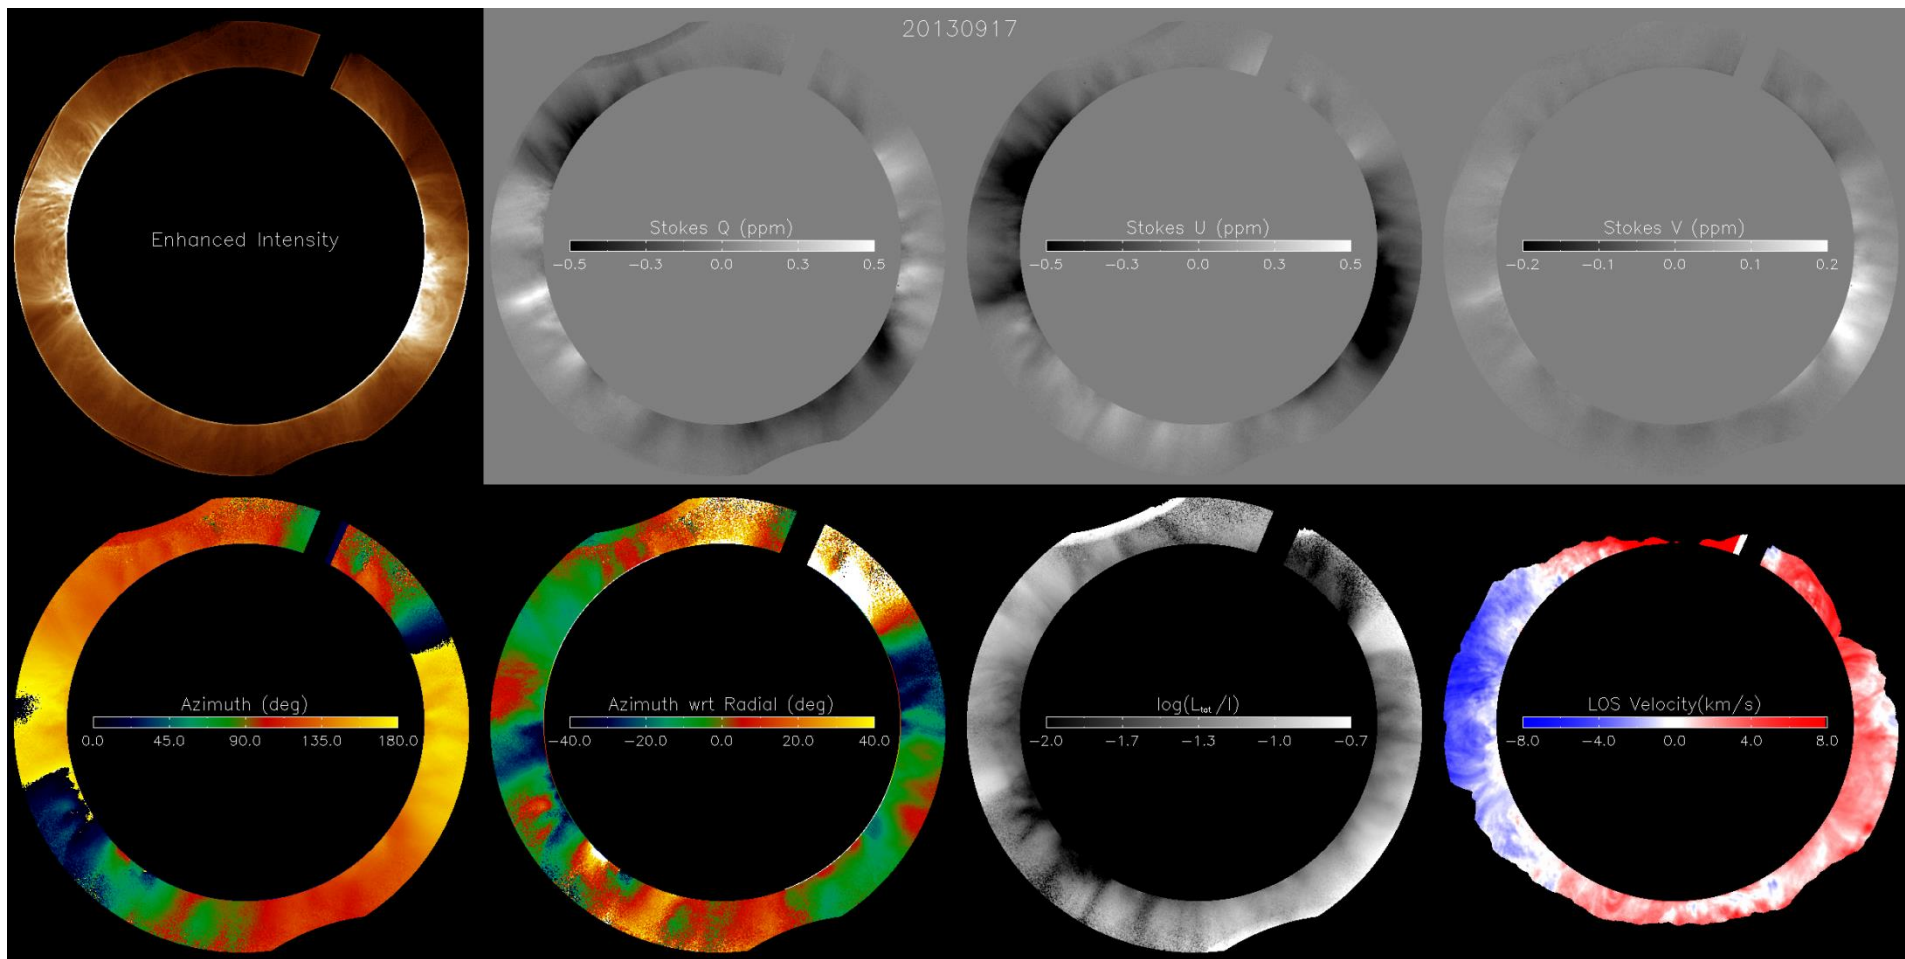 20130917
Enhanced Intensity
Stokes Q (ppm)
−0.5 −0.3 0.0 0.3 0.5
Stokes U (ppm)
−0.5 −0.3 0.0 0.3 0.5
Stokes V (ppm)
−0.2 −0.1 0.0 0.1 0.2
Azimuth (deg)
0.0 45.0 90.0 135.0 180.0
Azimuth wrt Radial (deg)
−40.0 −20.0 0.0 20.0 40.0
log(Ltot/I)
−2.0 −1.7 −1.3 −1.0 −0.7
LOS Velocity(km/s)
−8.0 −4.0 0.0 4.0 8.0